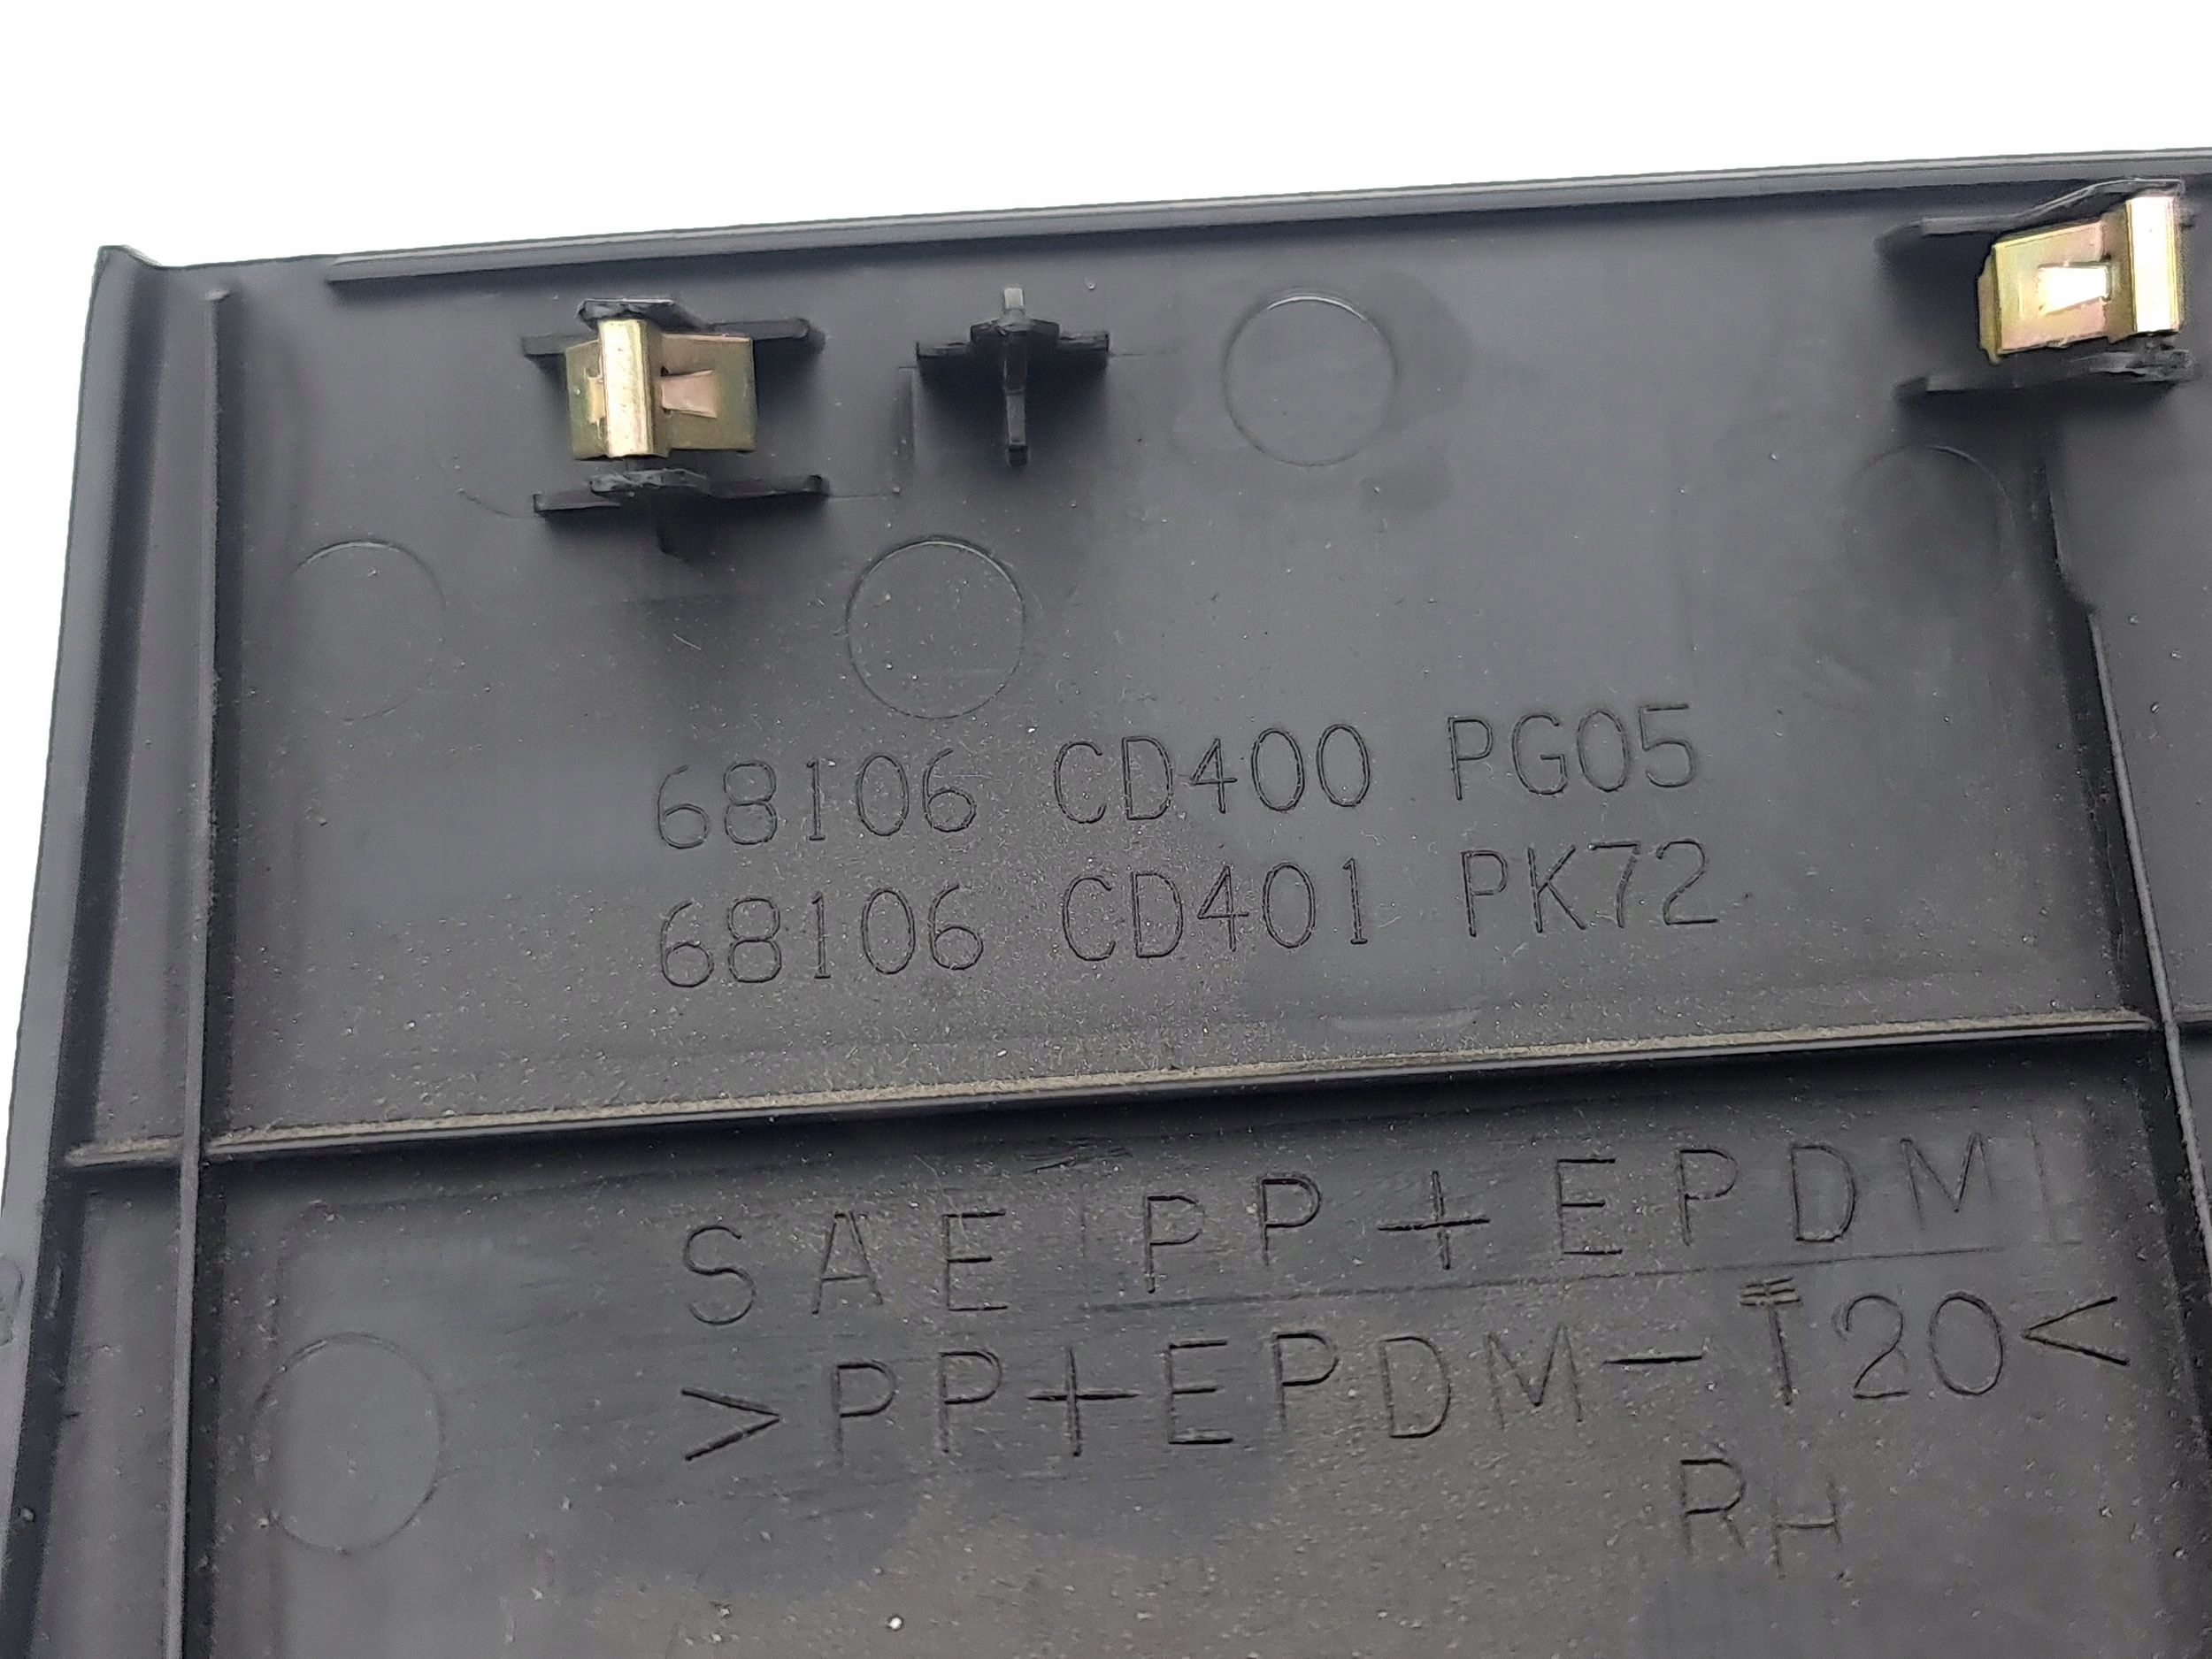 68106 CD400 PG05
68106 CD401 PK72
SAE PP+EPDM
>PP+EPDM-T20<
RH